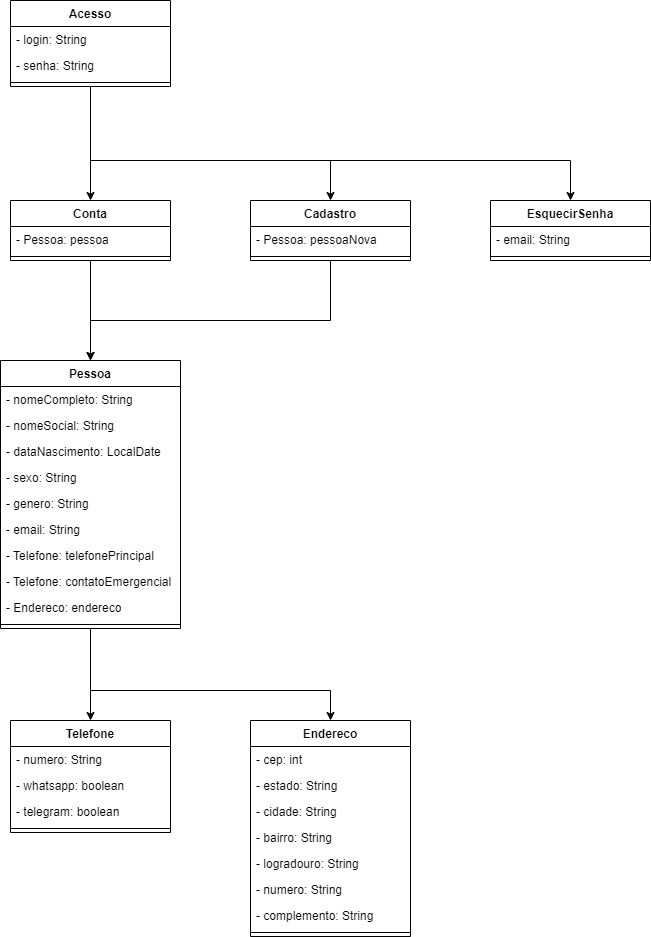 Acesso
- login: String
- senha: String
Conta
- Pessoa: pessoa
Cadastro
- Pessoa: pessoaNova
EsquecirSenha
- email: String
Pessoa
- nomeCompleto: String
- nomeSocial: String
- dataNascimento: LocalDate
- sexo: String
- genero: String
- email: String
- Telefone: telefonePrincipal
- Telefone: contatoEmergencial
- Endereco: endereco
Telefone
- numero: String
- whatsapp: boolean
- telegram: boolean
Endereco
- cep: int
- estado: String
- cidade: String
- bairro: String
- logradouro: String
- numero: String
- complemento: String